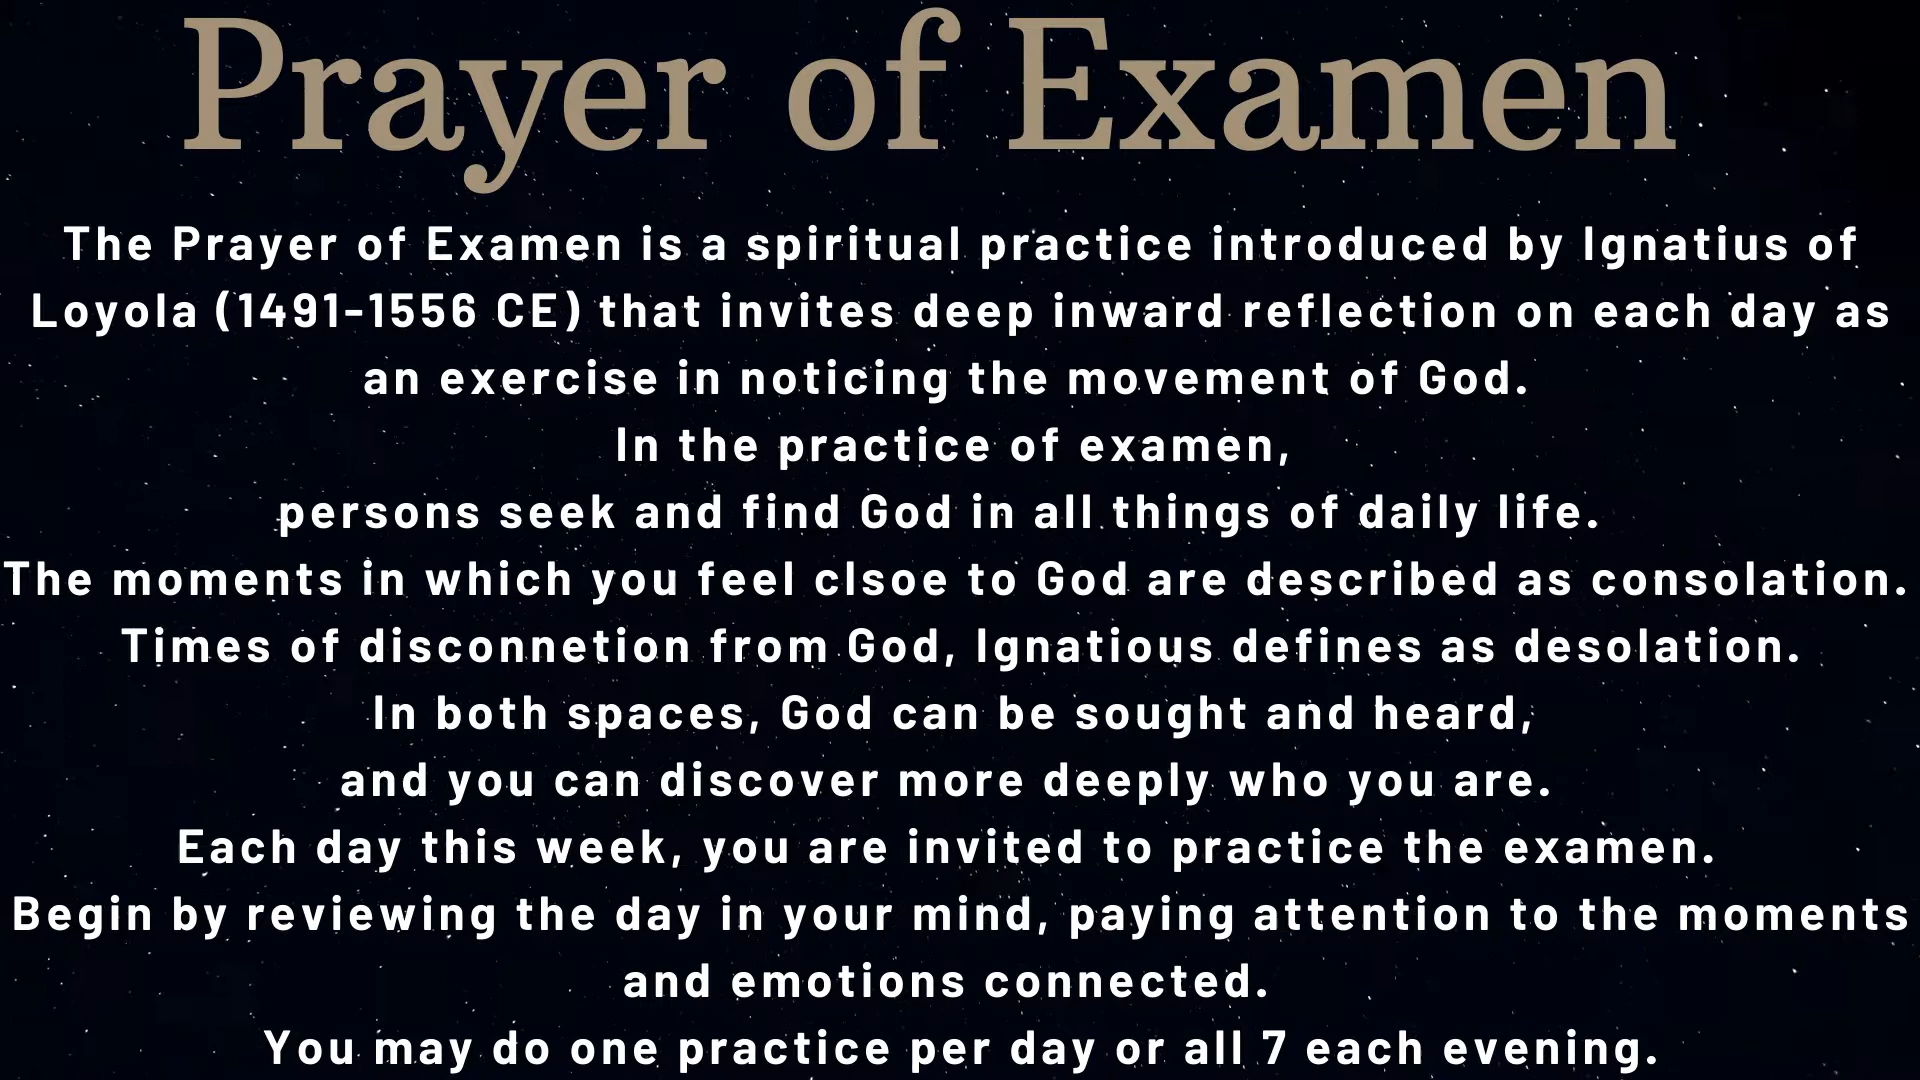 Prayer of Examen
The Prayer of Examen is a spiritual practice introduced by Ignatius of
Loyola (1491-1556 CE) that invites deep inward reflection on each day as
an exercise in noticing the movement of God.
In the practice of examen,
persons seek and find God in all things of daily life.
The moments in which you feel clsoe to God are described as consolation.
Times of disconnetion from God, Ignatious defines as desolation.
In both spaces, God can be sought and heard,
and you can discover more deeply who you are.
Each day this week, you are invited to practice the examen.
Begin by reviewing the day in your mind, paying attention to the moments
and emotions connected.
You may do one practice per day or all 7 each evening.